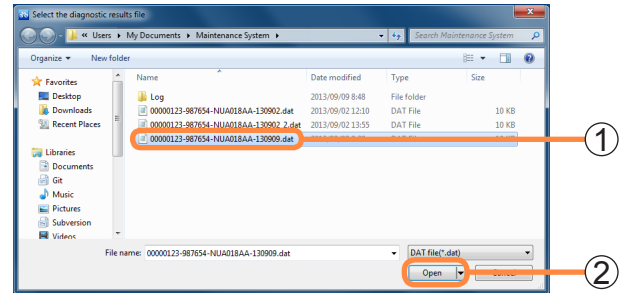 Select the diagnostic results file
« Users ▸ My Documents ▸ Maintenance System ▸
Search Maintenance System
Organize ▼ New folder
Name Date modified Type Size
Favorites
Desktop
Downloads
Recent Places
Libraries
Documents
Git
Music
Pictures
Subversion
Videos
Log 2013/09/09 8:48 File folder
00000123-987654-NUA018AA-130902.dat 2013/09/02 12:10 DAT File 10 KB
00000123-987654-NUA018AA-130902_2.dat 2013/09/02 13:55 DAT File 10 KB
00000123-987654-NUA018AA-130909.dat
1
File name: 00000123-987654-NUA018AA-130909.dat
DAT file(*.dat)
Open
2